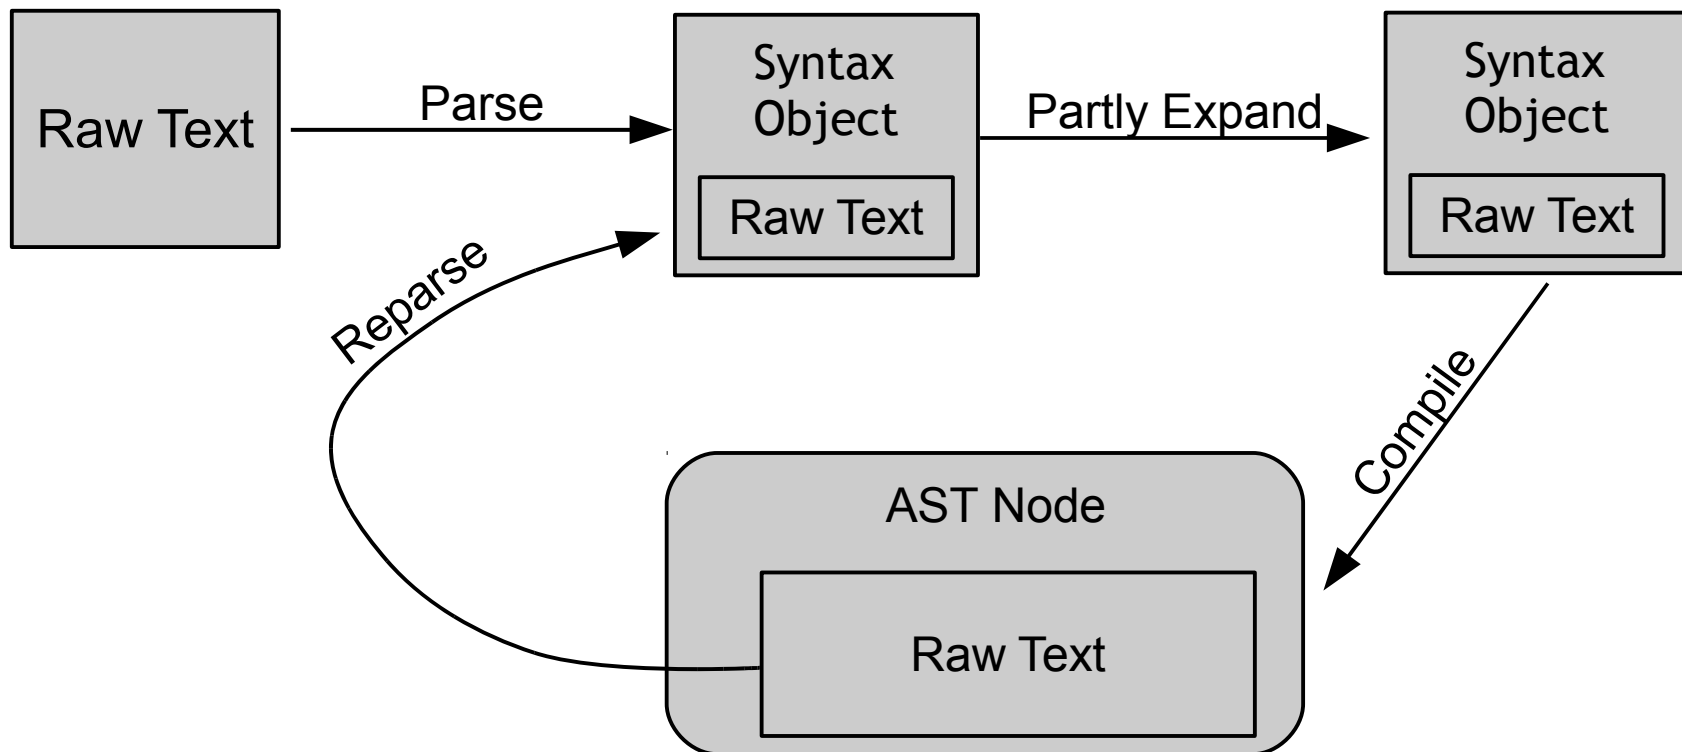 Raw Text
Parse
Syntax
Object
Raw Text
Partly Expand
Syntax
Object
Raw Text
Reparse
Compile
AST Node
Raw Text